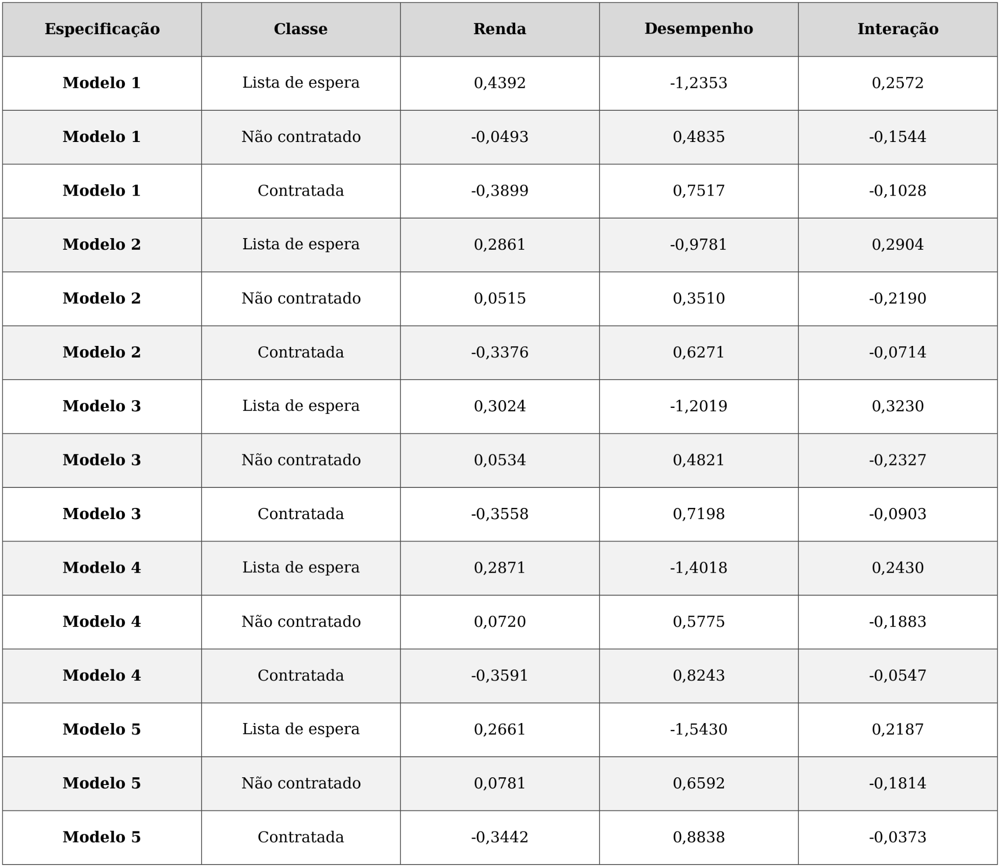 Especificação Classe Renda Desempenho Interação
Modelo 1 Lista de espera 0,4392 -1,2353 0,2572
Modelo 1 Não contratado -0,0493 0,4835 -0,1544
Modelo 1 Contratada -0,3899 0,7517 -0,1028
Modelo 2 Lista de espera 0,2861 -0,9781 0,2904
Modelo 2 Não contratado 0,0515 0,3510 -0,2190
Modelo 2 Contratada -0,3376 0,6271 -0,0714
Modelo 3 Lista de espera 0,3024 -1,2019 0,3230
Modelo 3 Não contratado 0,0534 0,4821 -0,2327
Modelo 3 Contratada -0,3558 0,7198 -0,0903
Modelo 4 Lista de espera 0,2871 -1,4018 0,2430
Modelo 4 Não contratado 0,0720 0,5775 -0,1883
Modelo 4 Contratada -0,3591 0,8243 -0,0547
Modelo 5 Lista de espera 0,2661 -1,5430 0,2187
Modelo 5 Não contratado 0,0781 0,6592 -0,1814
Modelo 5 Contratada -0,3442 0,8838 -0,0373